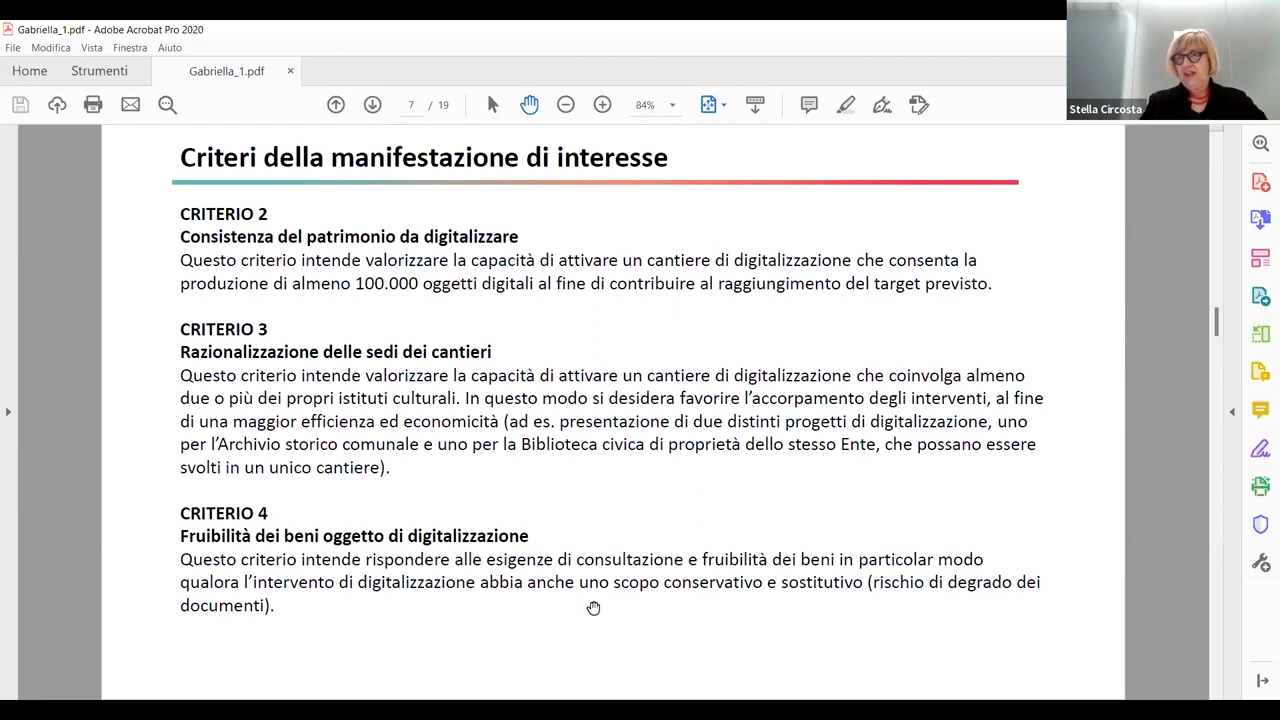 Gabriella_1.pdf - Adobe Acrobat Pro 2020
File Modifica Vista Finestra Aiuto
Home Strumenti Gabriella_1.pdf ×
7 / 19 84%
Stella Circosta
Criteri della manifestazione di interesse
CRITERIO 2
Consistenza del patrimonio da digitalizzare
Questo criterio intende valorizzare la capacità di attivare un cantiere di digitalizzazione che consenta la
produzione di almeno 100.000 oggetti digitali al fine di contribuire al raggiungimento del target previsto.
CRITERIO 3
Razionalizzazione delle sedi dei cantieri
Questo criterio intende valorizzare la capacità di attivare un cantiere di digitalizzazione che coinvolga almeno
due o più dei propri istituti culturali. In questo modo si desidera favorire l’accorpamento degli interventi, al fine
di una maggior efficienza ed economicità (ad es. presentazione di due distinti progetti di digitalizzazione, uno
per l’Archivio storico comunale e uno per la Biblioteca civica di proprietà dello stesso Ente, che possano essere
svolti in un unico cantiere).
CRITERIO 4
Fruibilità dei beni oggetto di digitalizzazione
Questo criterio intende rispondere alle esigenze di consultazione e fruibilità dei beni in particolar modo
qualora l’intervento di digitalizzazione abbia anche uno scopo conservativo e sostitutivo (rischio di degrado dei
documenti).